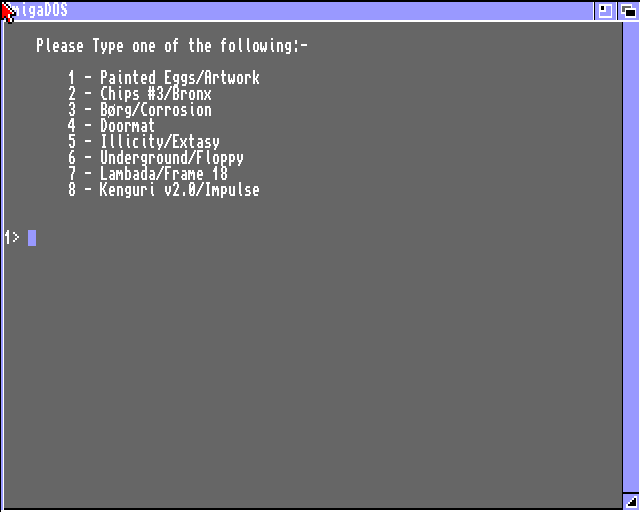 AmigaDOS
Please Type one of the following:-
1 - Painted Eggs/Artwork
2 - Chips #3/Bronx
3 - Børg/Corrosion
4 - Doormat
5 - Illicity/Extasy
6 - Underground/Floppy
7 - Lambada/Frame 18
8 - Kenguri v2.0/Impulse
1>